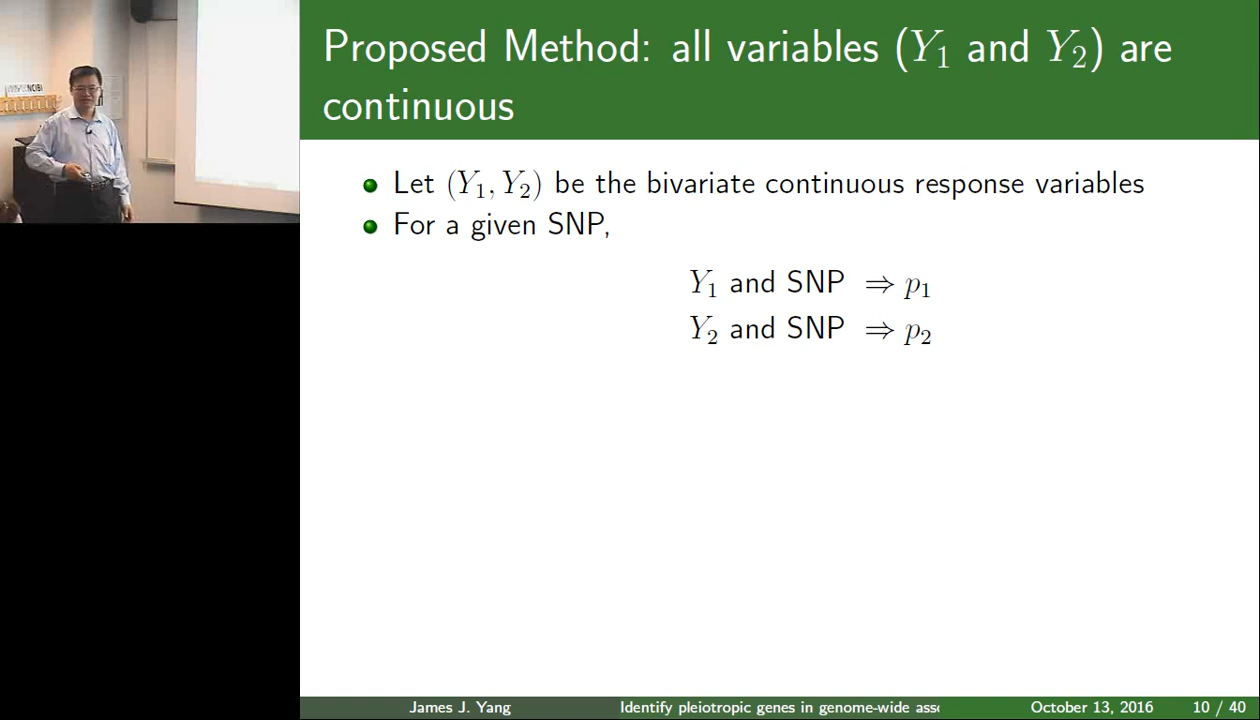 Proposed Method: all variables (Y₁ and Y₂) are
continuous
Let (Y₁, Y₂) be the bivariate continuous response variables
For a given SNP,
Y₁ and SNP ⇒ p₁
Y₂ and SNP ⇒ p₂
James J. Yang Identify pleiotropic genes in genome-wide asso October 13, 2016 10 / 40